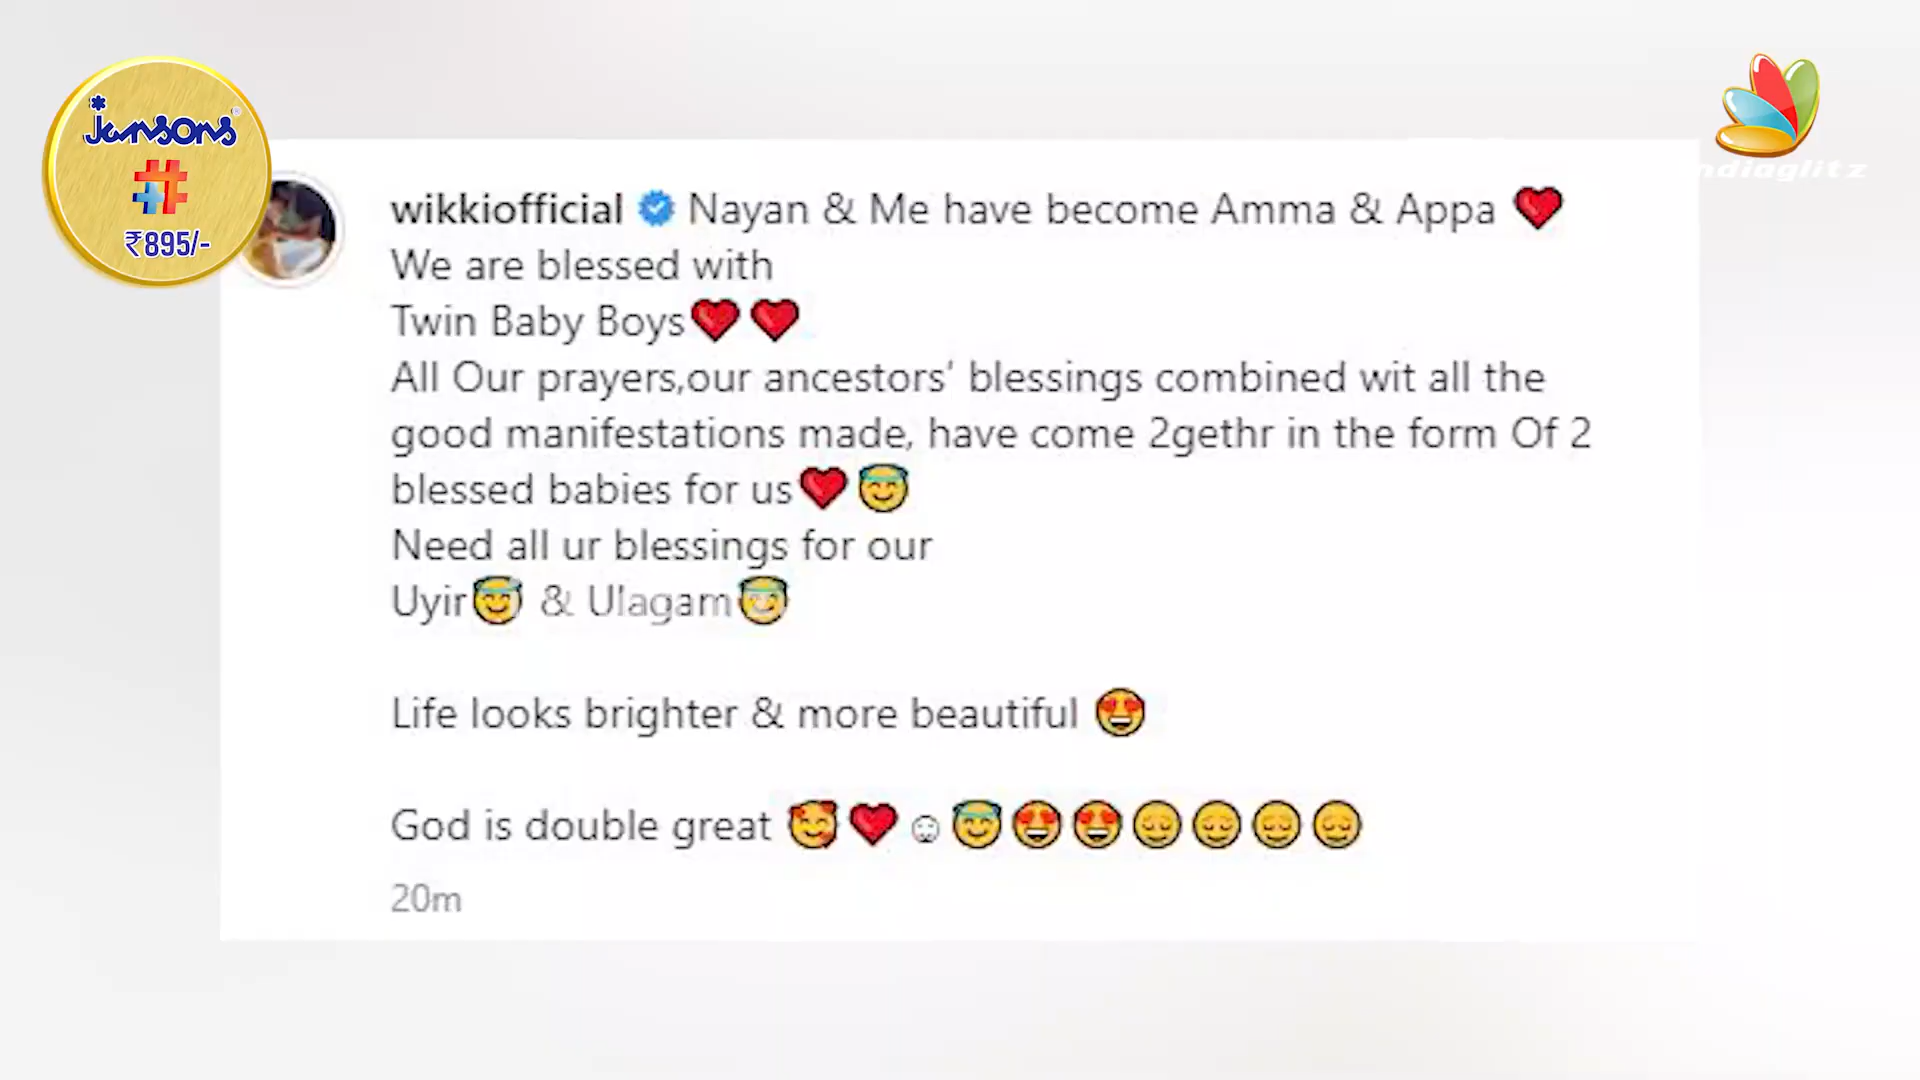 jansons
₹895/-
ndiaglitz
wikkiofficial Nayan & Me have become Amma & Appa ❤️
We are blessed with
Twin Baby Boys❤️❤️
All Our prayers,our ancestors’ blessings combined wit all the
good manifestations made, have come 2gethr in the form Of 2
blessed babies for us❤️😇
Need all ur blessings for our
Uyir😇 & Ulagam😇
Life looks brighter & more beautiful 😍
God is double great 🥰❤️☺😇😍😍😌😌😌😌
20m